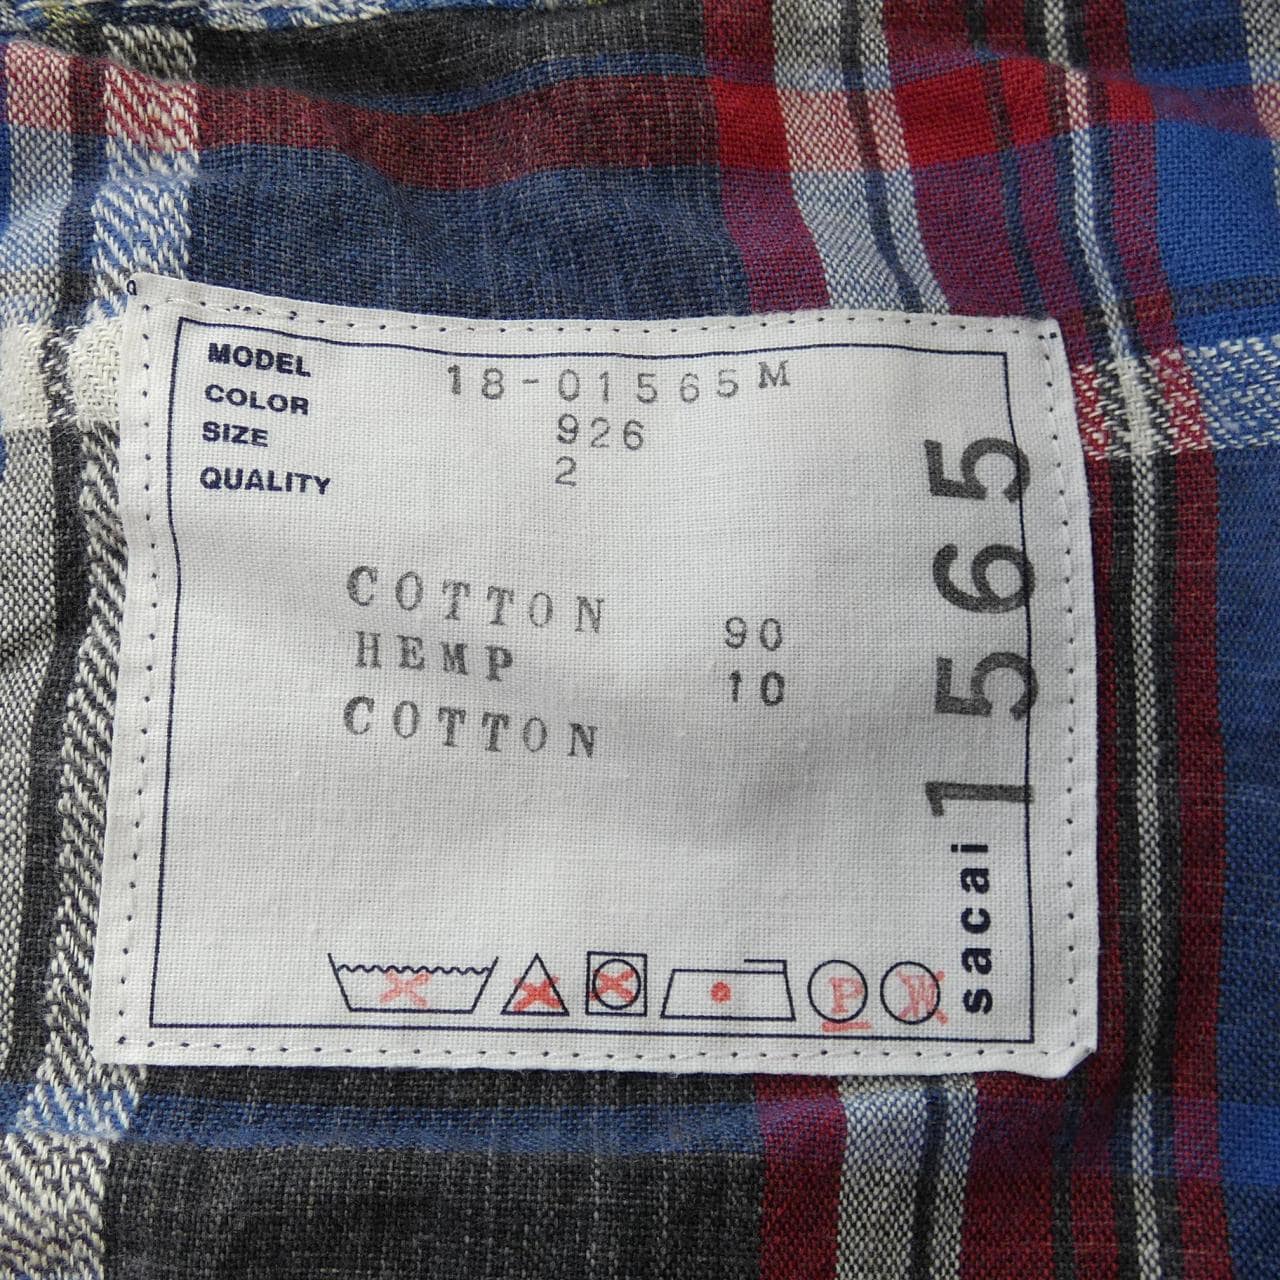 MODEL 18-01565M
COLOR 926
SIZE 2
QUALITY
COTTON 90
HEMP 10
COTTON
P
W
sacai 1565